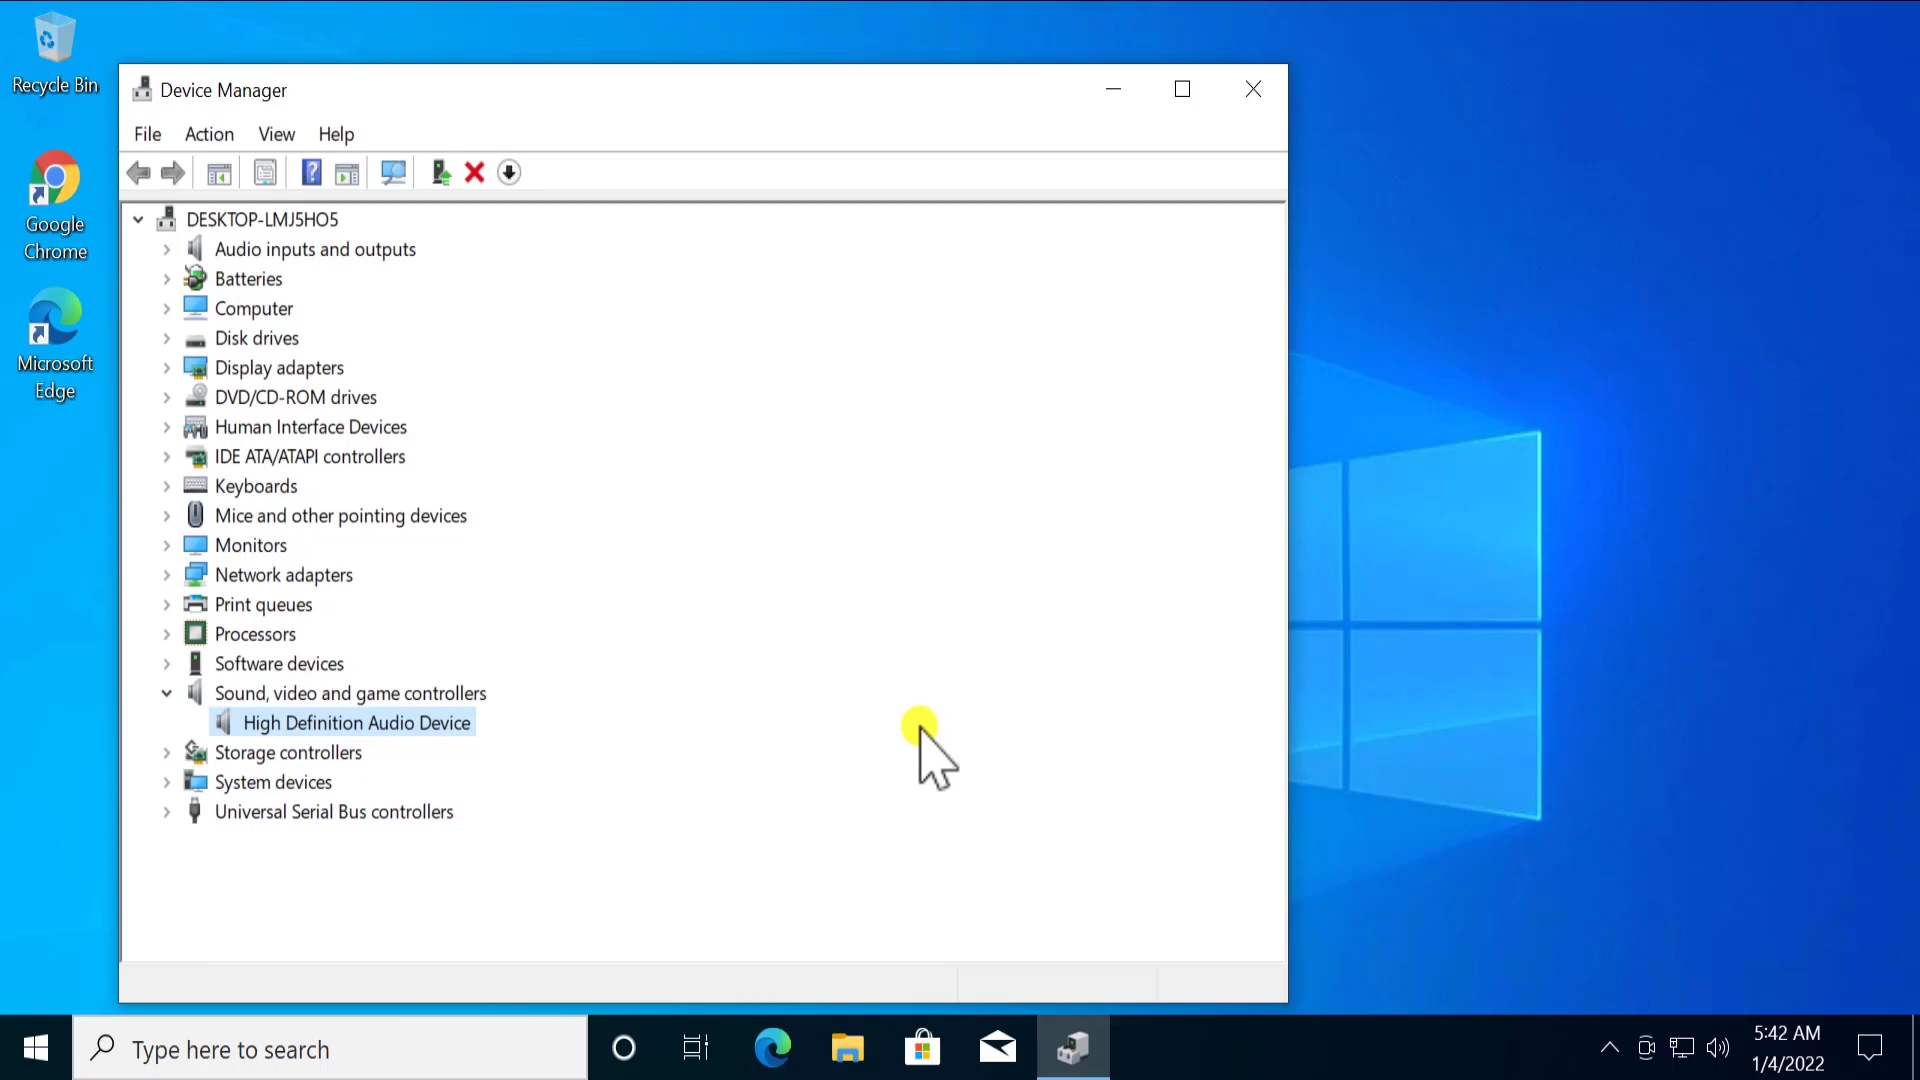 Recycle Bin
Google
Chrome
Microsoft
Edge
Device Manager
File Action View Help
DESKTOP-LMJ5HO5
Audio inputs and outputs
Batteries
Computer
Disk drives
Display adapters
DVD/CD-ROM drives
Human Interface Devices
IDE ATA/ATAPI controllers
Keyboards
Mice and other pointing devices
Monitors
Network adapters
Print queues
Processors
Software devices
Sound, video and game controllers
High Definition Audio Device
Storage controllers
System devices
Universal Serial Bus controllers
Type here to search
5:42 AM
1/4/2022